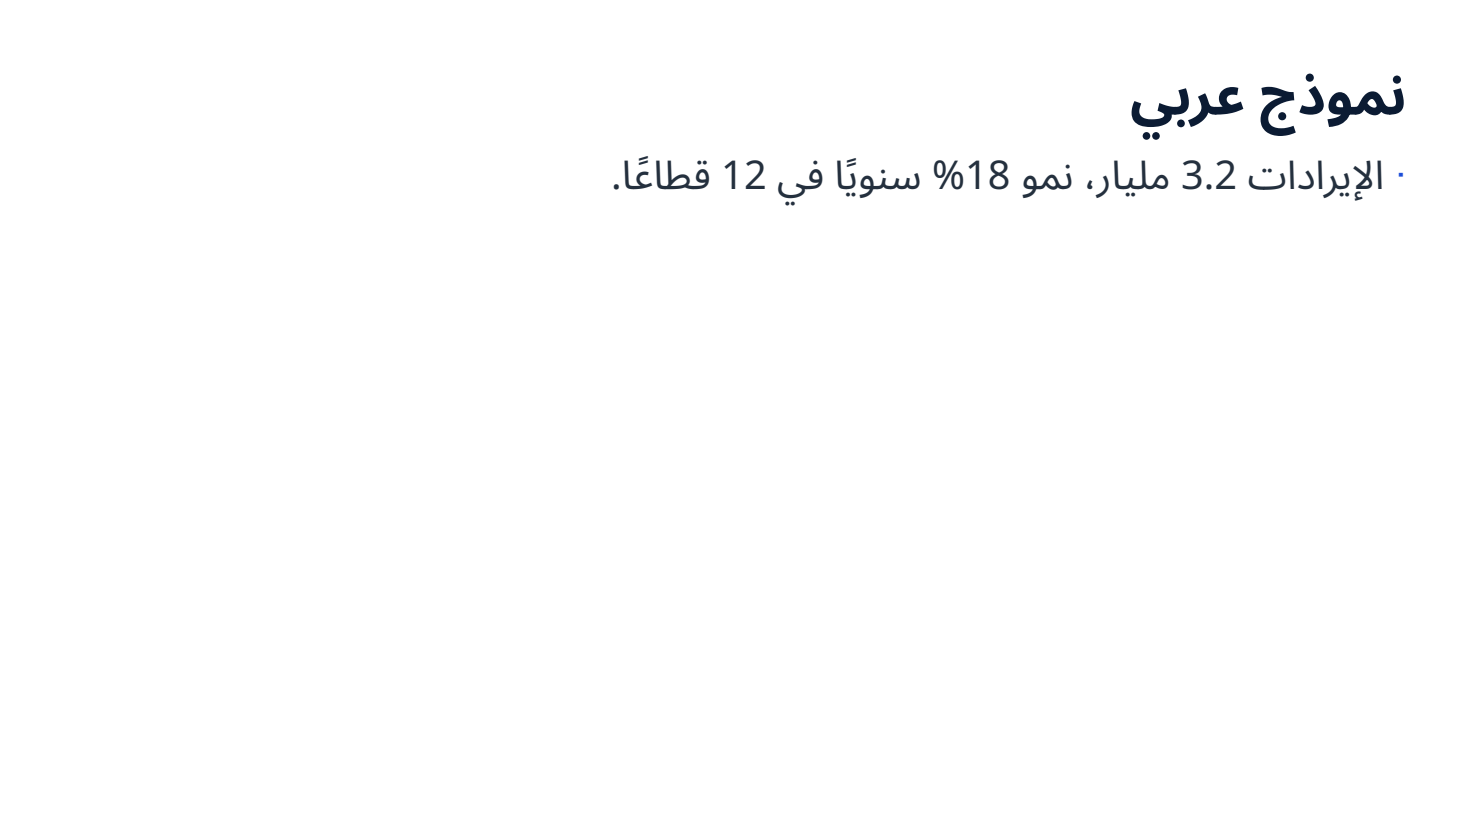 نموذج عربي
· الإيرادات 3.2 مليار، نمو 18% سنويًا في 12 قطاعًا.